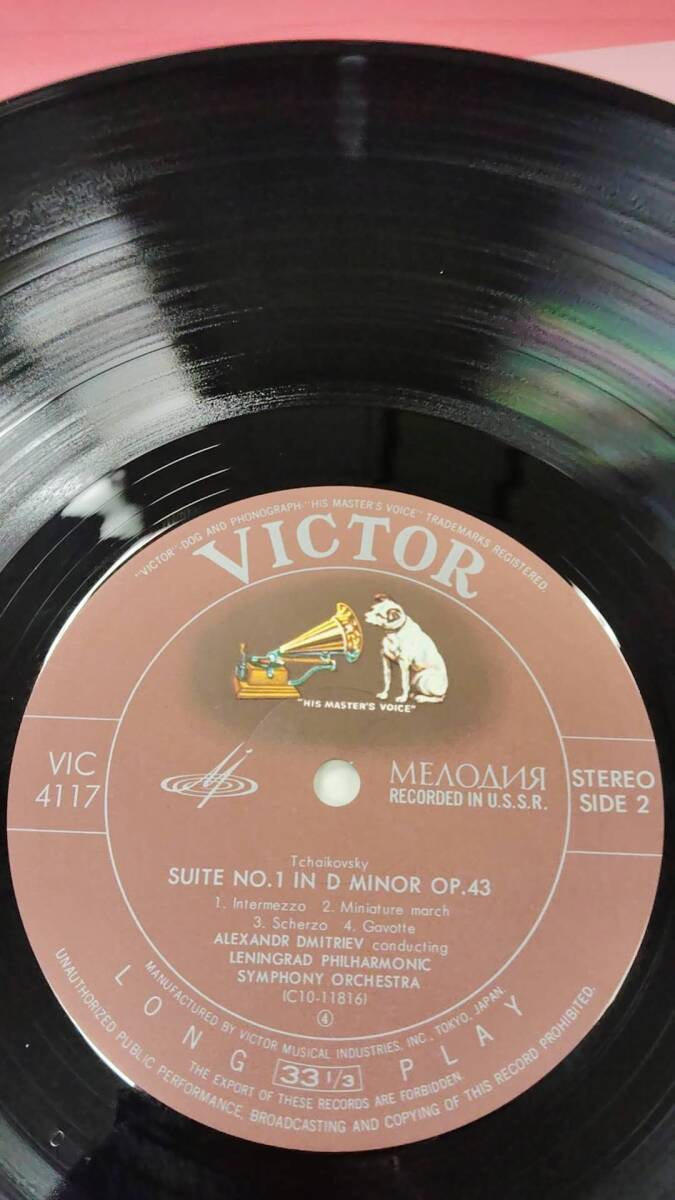 "VICTOR"-DOG AND PHONOGRAPH-"HIS MASTER'S VOICE" TRADEMARKS REGISTERED.
VICTOR
"HIS MASTER'S VOICE"
VIC
4117
МЕЛОДИЯ
RECORDED IN U.S.S.R.
STEREO
SIDE 2
Tchaikovsky
SUITE NO.1 IN D MINOR OP.43
1. Intermezzo 2. Miniature march
3. Scherzo 4. Gavotte
ALEXANDR DMITRIEV conducting
LENINGRAD PHILHARMONIC
SYMPHONY ORCHESTRA
(C10-11816)
④
MANUFACTURED BY VICTOR MUSICAL INDUSTRIES, INC., TOKYO, JAPAN.
LONG 33 1/3 PLAY
THE EXPORT OF THESE RECORDS ARE FORBIDDEN.
UNAUTHORIZED PUBLIC PERFORMANCE, BROADCASTING AND COPYING OF THIS RECORD PROHIBITED.